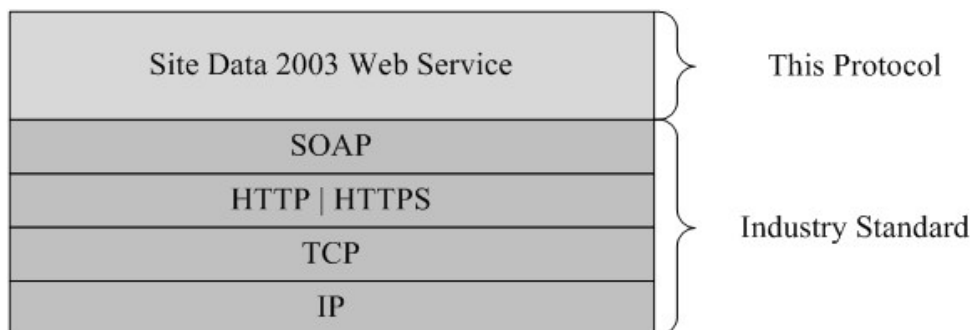 Site Data 2003 Web Service
This Protocol
SOAP
HTTP | HTTPS
TCP
IP
Industry Standard